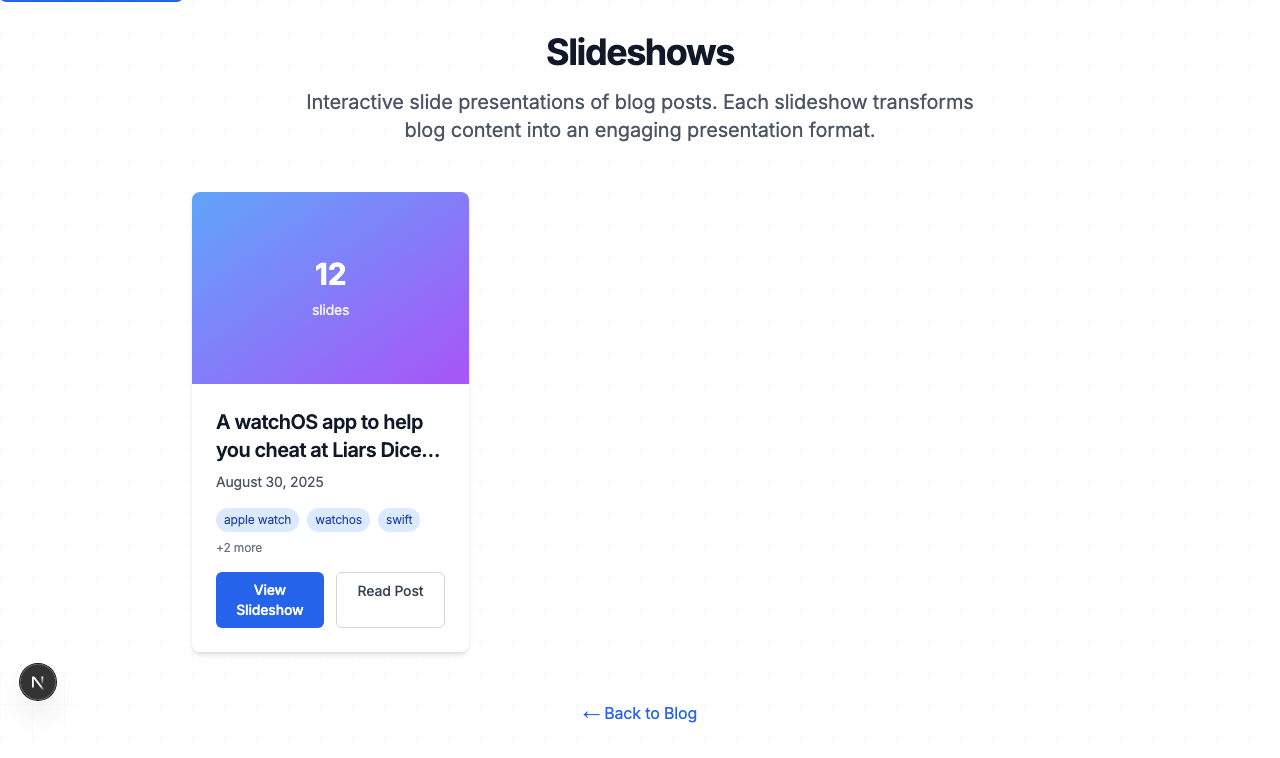 Slideshows
Interactive slide presentations of blog posts. Each slideshow transforms
blog content into an engaging presentation format.
12
slides
A watchOS app to help
you cheat at Liars Dice...
August 30, 2025
apple watch
watchos
swift
+2 more
View
Slideshow
Read Post
N
← Back to Blog